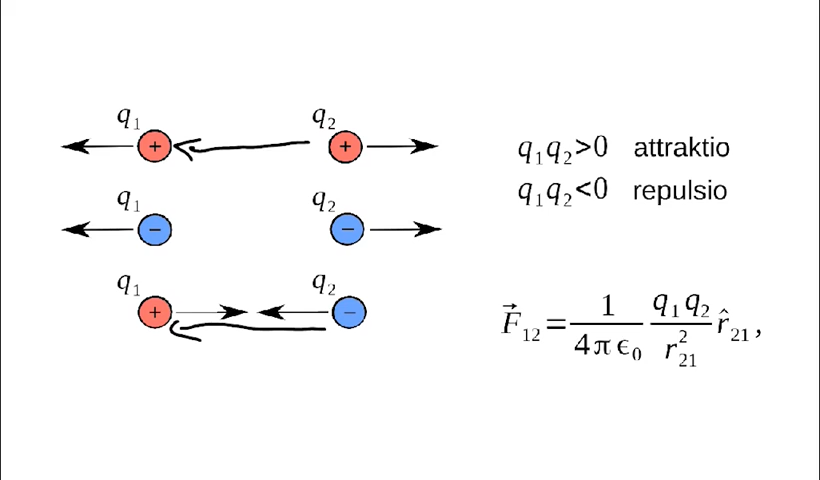 q₁ q₂
+ +
q₁ q₂
− −
q₁ q₂
+ −
q₁q₂>0 attraktio
q₁q₂<0 repulsio
F⃗₁₂ = 1/(4πϵ₀) q₁q₂/r₂₁² r̂₂₁,